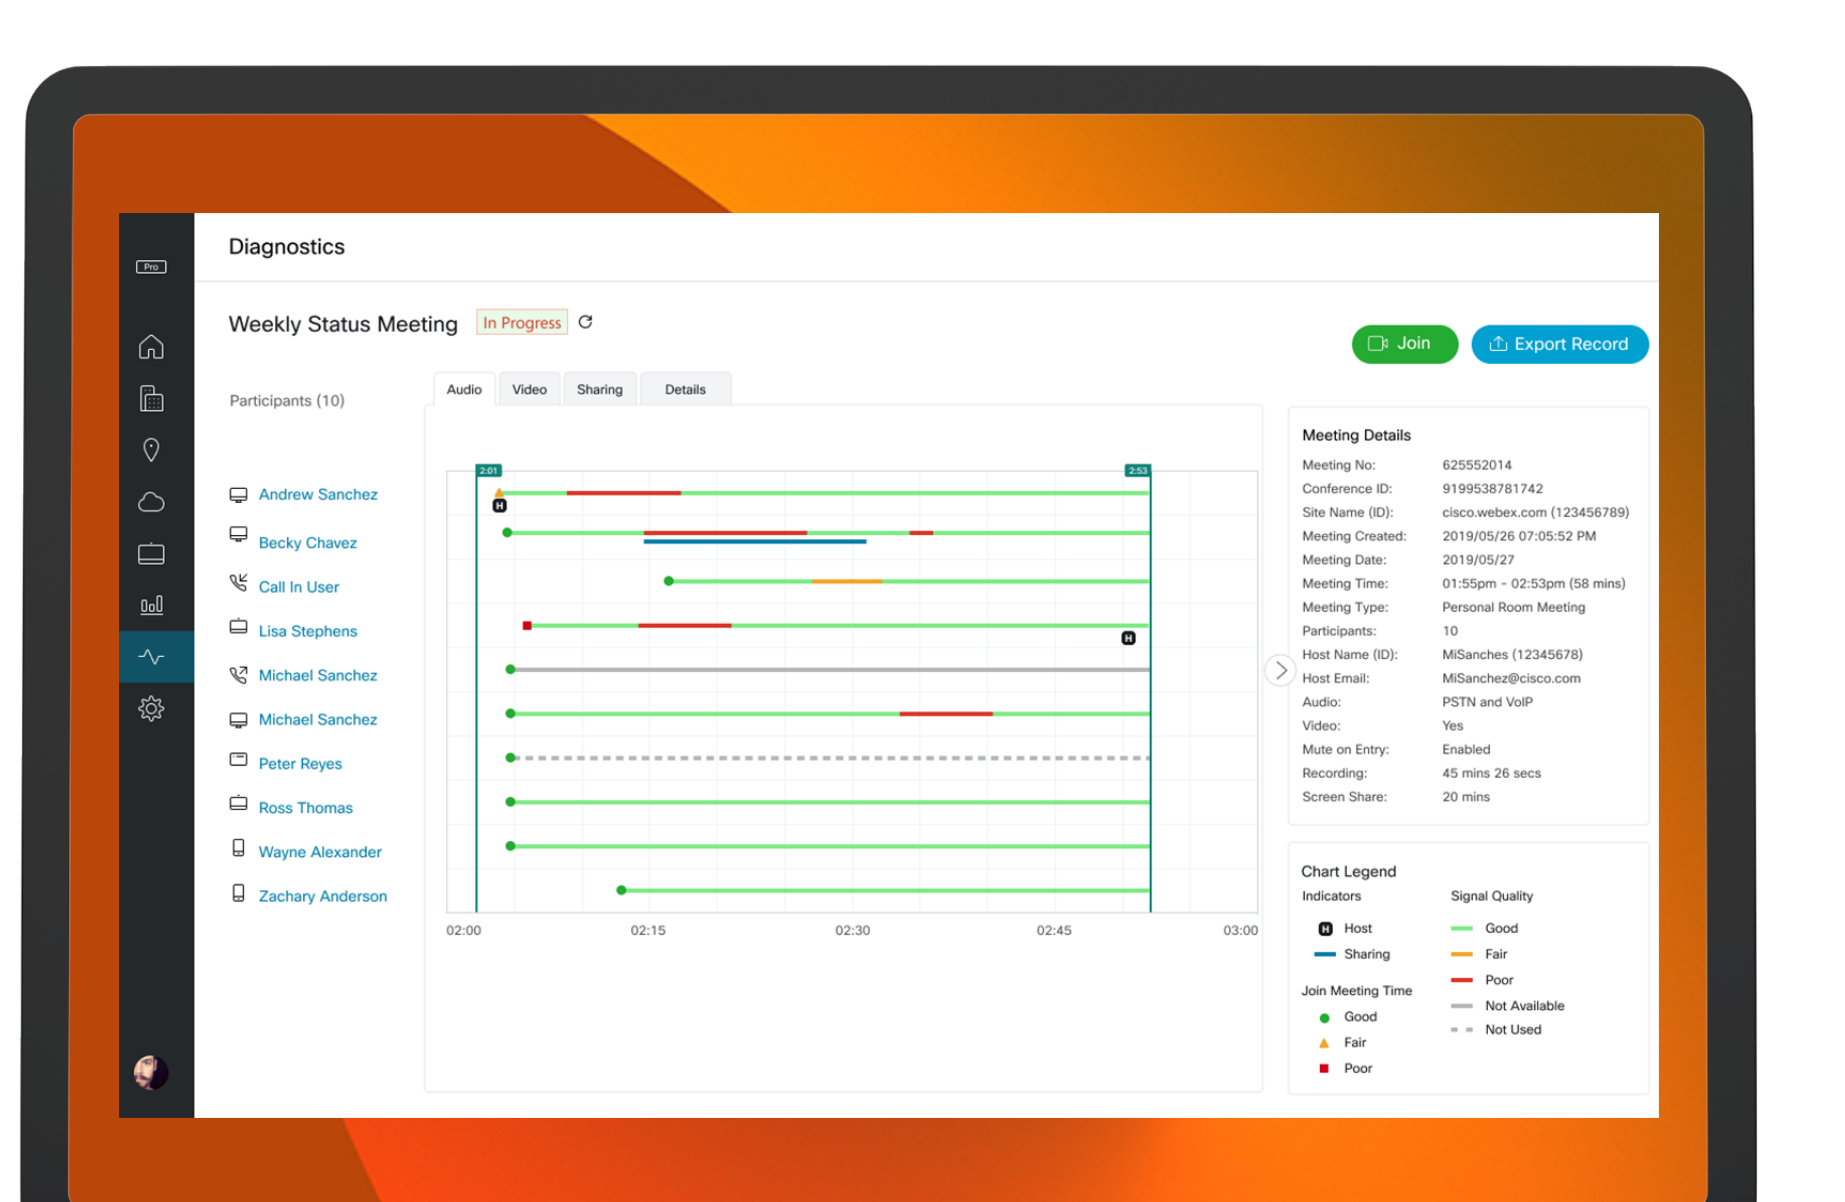 Pro
Diagnostics
Weekly Status Meeting In Progress
Join Export Record
Participants (10)
Audio Video Sharing Details
2:01 2:53
Andrew Sanchez
H
Becky Chavez
Call In User
Lisa Stephens
H
Michael Sanchez
Michael Sanchez
Peter Reyes
Ross Thomas
Wayne Alexander
Zachary Anderson
02:00 02:15 02:30 02:45 03:00
Meeting Details
Meeting No: 625552014
Conference ID: 9199538781742
Site Name (ID): cisco.webex.com (123456789)
Meeting Created: 2019/05/26 07:05:52 PM
Meeting Date: 2019/05/27
Meeting Time: 01:55pm - 02:53pm (58 mins)
Meeting Type: Personal Room Meeting
Participants: 10
Host Name (ID): MiSanches (12345678)
Host Email: MiSanchez@cisco.com
Audio: PSTN and VoIP
Video: Yes
Mute on Entry: Enabled
Recording: 45 mins 26 secs
Screen Share: 20 mins
Chart Legend
Indicators Signal Quality
H Host Good
Sharing Fair
Poor
Join Meeting Time
Not Available
Good
Not Used
Fair
Poor